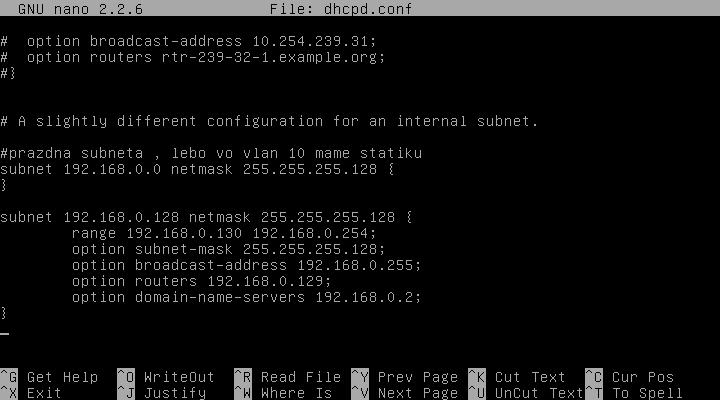 GNU nano 2.2.6 File: dhcpd.conf
#  option broadcast-address 10.254.239.31;
#  option routers rtr-239-32-1.example.org;
#}
# A slightly different configuration for an internal subnet.
#prazdna subneta , lebo vo vlan 10 mame statiku
subnet 192.168.0.0 netmask 255.255.255.128 {
}
subnet 192.168.0.128 netmask 255.255.255.128 {
        range 192.168.0.130 192.168.0.254;
        option subnet-mask 255.255.255.128;
        option broadcast-address 192.168.0.255;
        option routers 192.168.0.129;
        option domain-name-servers 192.168.0.2;
}
^G Get Help ^O WriteOut ^R Read File ^Y Prev Page ^K Cut Text ^C Cur Pos
^X Exit ^J Justify ^W Where Is ^V Next Page ^U UnCut Text ^T To Spell